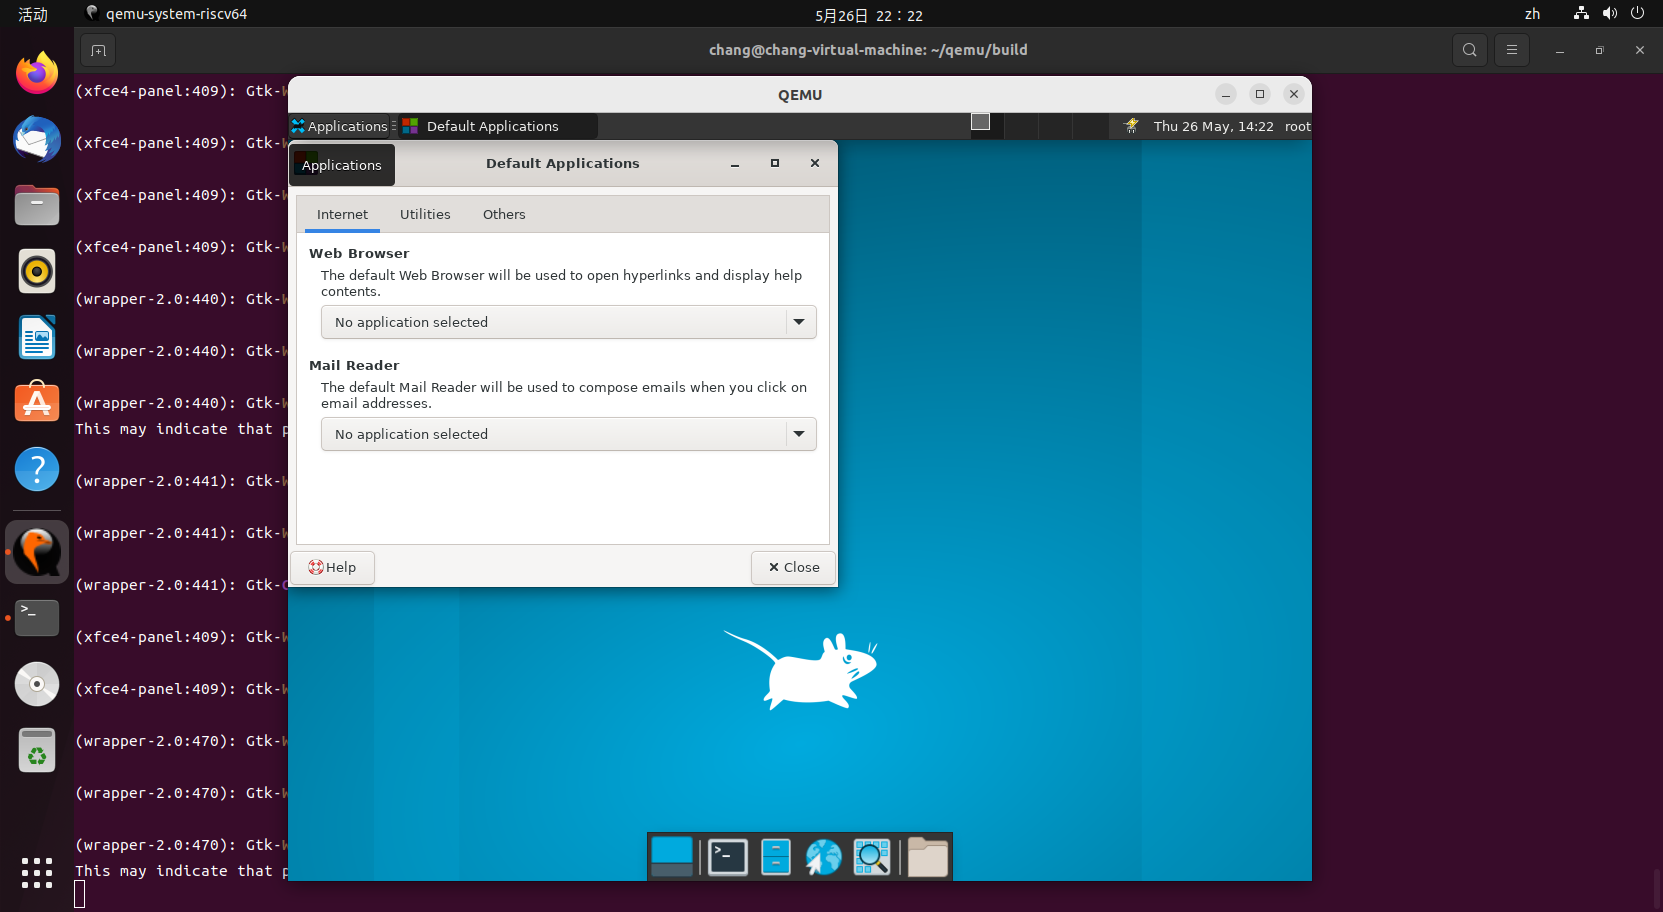 活动
qemu-system-riscv64
5月26日 22：22
zh
chang@chang-virtual-machine: ~/qemu/build
(xfce4-panel:409): Gtk-W
(xfce4-panel:409): Gtk-W
(xfce4-panel:409): Gtk-W
(xfce4-panel:409): Gtk-W
(wrapper-2.0:440): Gtk-W
(wrapper-2.0:440): Gtk-W
(wrapper-2.0:440): Gtk-W
This may indicate that p
(wrapper-2.0:441): Gtk-W
(wrapper-2.0:441): Gtk-W
(wrapper-2.0:441): Gtk-C
(xfce4-panel:409): Gtk-W
(xfce4-panel:409): Gtk-W
(wrapper-2.0:470): Gtk-W
(wrapper-2.0:470): Gtk-W
(wrapper-2.0:470): Gtk-W
This may indicate that p
QEMU
Applications
Default Applications
Thu 26 May, 14:22
root
Applications
Default Applications
Internet
Utilities
Others
Web Browser
The default Web Browser will be used to open hyperlinks and display help
contents.
No application selected
Mail Reader
The default Mail Reader will be used to compose emails when you click on
email addresses.
No application selected
Help
Close